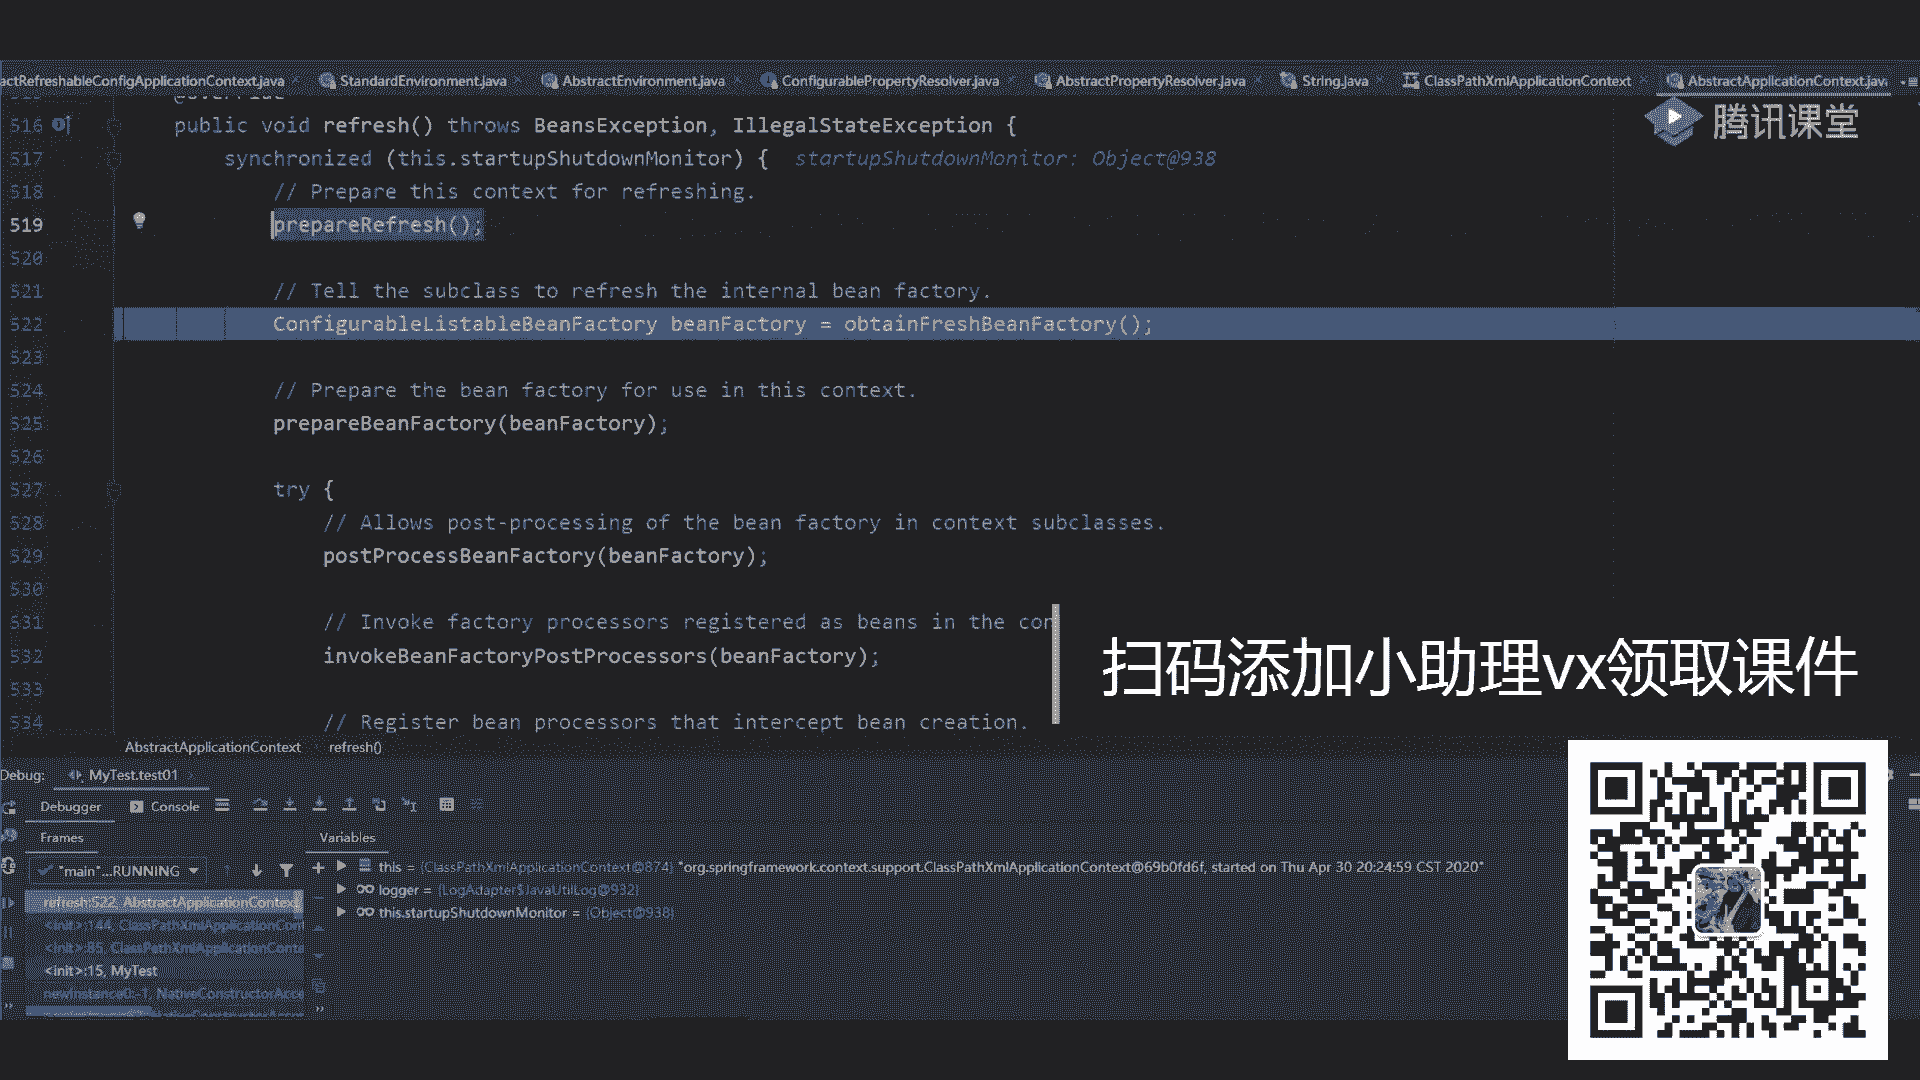 actRefreshableConfigApplicationContext.java StandardEnvironment.java AbstractEnvironment.java ConfigurablePropertyResolver.java AbstractPropertyResolver.java String.java ClassPathXmlApplicationContext AbstractApplicationContext.java
腾讯课堂
@Override
516 public void refresh() throws BeansException, IllegalStateException {
517 synchronized (this.startupShutdownMonitor) { startupShutdownMonitor: Object@938
518 // Prepare this context for refreshing.
519 prepareRefresh();
520
521 // Tell the subclass to refresh the internal bean factory.
522 ConfigurableListableBeanFactory beanFactory = obtainFreshBeanFactory();
523
524 // Prepare the bean factory for use in this context.
525 prepareBeanFactory(beanFactory);
526
527 try {
528 // Allows post-processing of the bean factory in context subclasses.
529 postProcessBeanFactory(beanFactory);
530
531 // Invoke factory processors registered as beans in the con
532 invokeBeanFactoryPostProcessors(beanFactory);
533
534 // Register bean processors that intercept bean creation.
扫码添加小助理vx领取课件
AbstractApplicationContext refresh()
Debug: MyTest.test01
Debugger Console
Frames Variables
"main"...RUNNING
this = {ClassPathXmlApplicationContext@874} "org.springframework.context.support.ClassPathXmlApplicationContext@69b0fd6f, started on Thu Apr 30 20:24:59 CST 2020"
logger = {LogAdapter$JavaUtilLog@932}
this.startupShutdownMonitor = {Object@938}
refresh:522, AbstractApplicationContext
<init>:144, ClassPathXmlApplicationCont
<init>:85, ClassPathXmlApplicationConte
<init>:15, MyTest
newInstance0:-1, NativeConstructorAcce